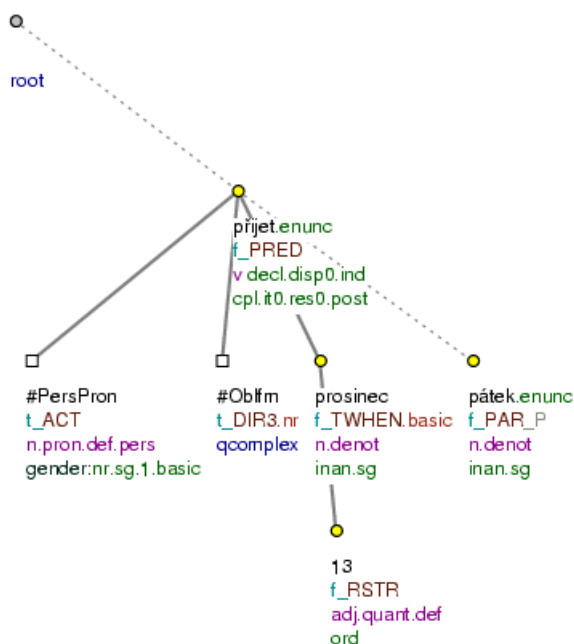 root
přijet.enunc
f_PRED
v decl.disp0.ind
cpl.it0.res0.post
#PersPron
t_ACT
n.pron.def.pers
gender:nr.sg.1.basic
#Oblfm
t_DIR3.nr
qcomplex
prosinec
f_TWHEN.basic
n.denot
inan.sg
pátek.enunc
f_PAR_P
n.denot
inan.sg
13
f_RSTR
adj.quant.def
ord